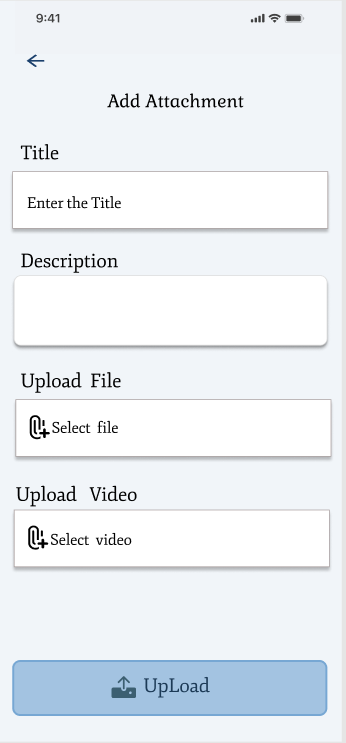 9:41
Add Attachment
Title
Enter the Title
Description
Upload File
Select file
Upload Video
Select video
UpLoad